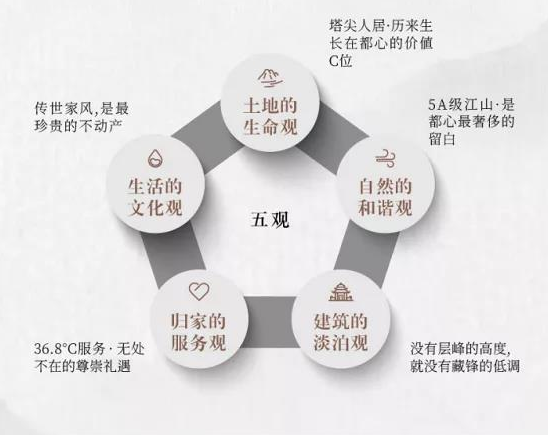 塔尖人居·历来生
长在都心的价值
C位
土地的
生命观
5A级江山·是
都心最奢侈的
留白
自然的
和谐观
传世家风,是最
珍贵的不动产
生活的
文化观
五观
归家的
服务观
36.8°C服务·无处
不在的尊崇礼遇
建筑的
淡泊观
没有层峰的高度,
就没有藏锋的低调